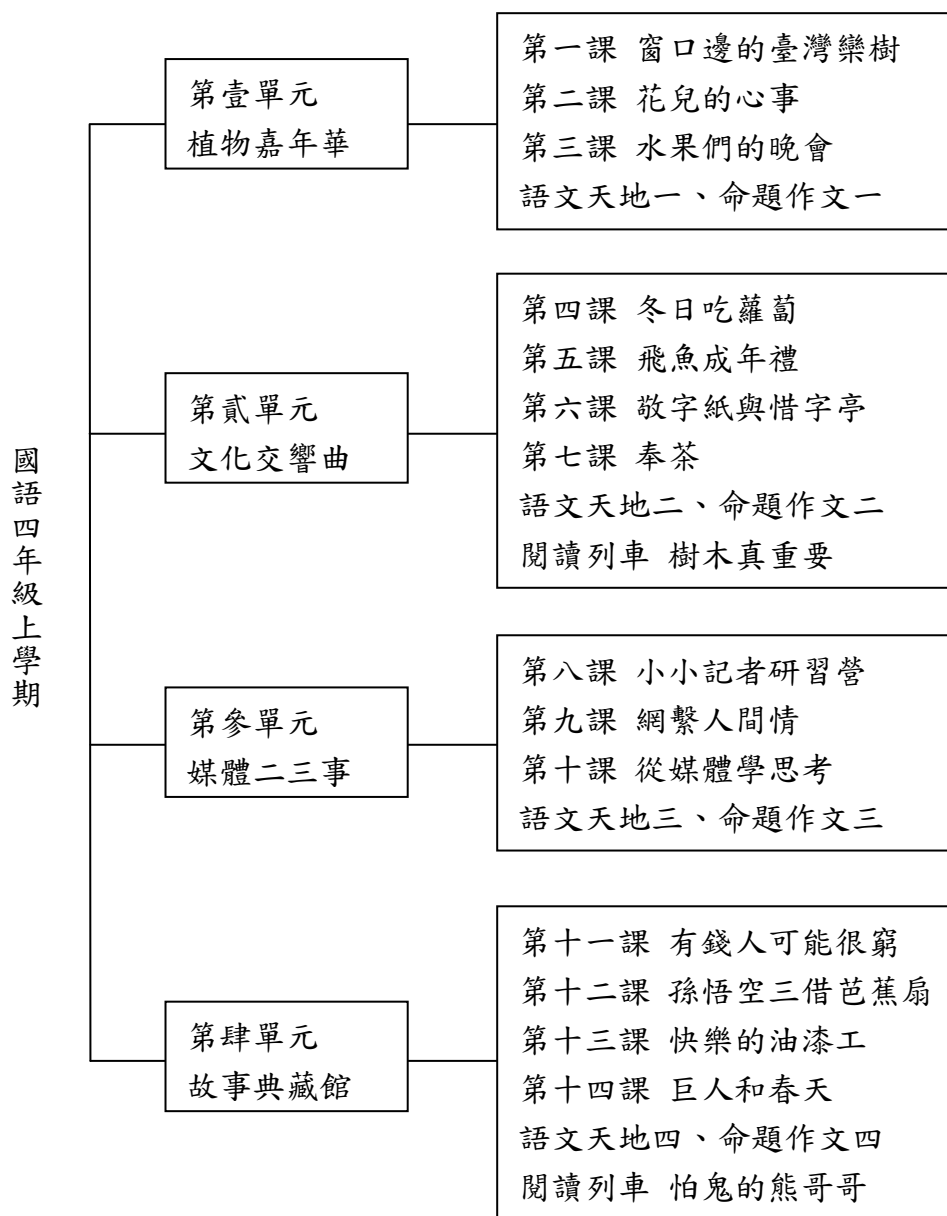 國語四年級上學期
第壹單元
植物嘉年華
第一課 窗口邊的臺灣欒樹
第二課 花兒的心事
第三課 水果們的晚會
語文天地一、命題作文一
第貳單元
文化交響曲
第四課 冬日吃蘿蔔
第五課 飛魚成年禮
第六課 敬字紙與惜字亭
第七課 奉茶
語文天地二、命題作文二
閱讀列車 樹木真重要
第參單元
媒體二三事
第八課 小小記者研習營
第九課 網繫人間情
第十課 從媒體學思考
語文天地三、命題作文三
第肆單元
故事典藏館
第十一課 有錢人可能很窮
第十二課 孫悟空三借芭蕉扇
第十三課 快樂的油漆工
第十四課 巨人和春天
語文天地四、命題作文四
閱讀列車 怕鬼的熊哥哥